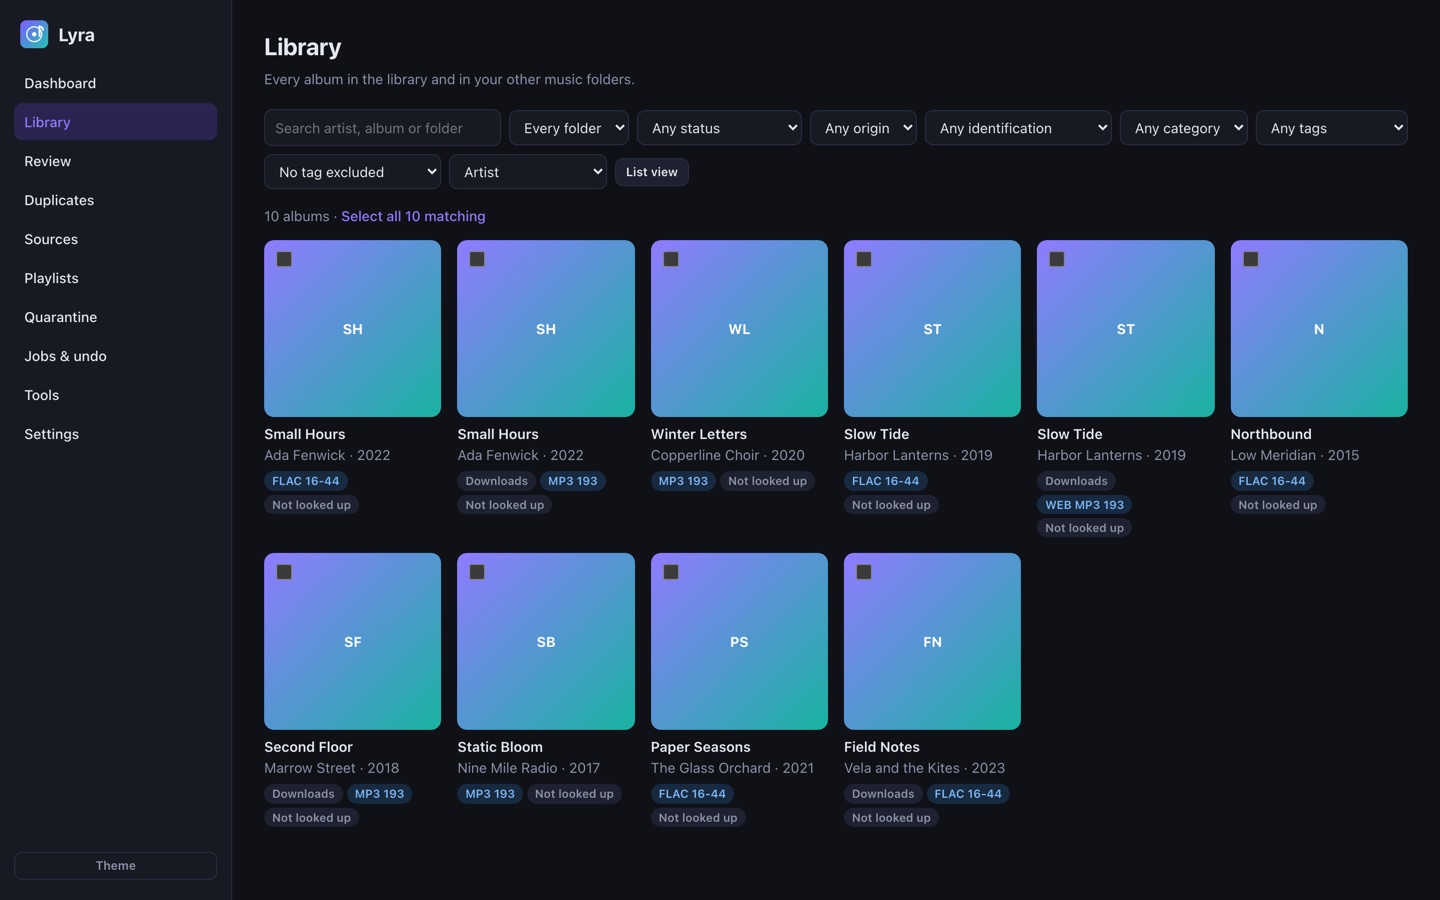 Lyra
Dashboard
Library
Review
Duplicates
Sources
Playlists
Quarantine
Jobs & undo
Tools
Settings
Theme
Library
Every album in the library and in your other music folders.
Search artist, album or folder
Every folder
Any status
Any origin
Any identification
Any category
Any tags
No tag excluded
Artist
List view
10 albums · Select all 10 matching
SH
Small Hours
Ada Fenwick · 2022
FLAC 16-44
Not looked up
SH
Small Hours
Ada Fenwick · 2022
Downloads
MP3 193
Not looked up
WL
Winter Letters
Copperline Choir · 2020
MP3 193
Not looked up
ST
Slow Tide
Harbor Lanterns · 2019
FLAC 16-44
Not looked up
ST
Slow Tide
Harbor Lanterns · 2019
Downloads
WEB MP3 193
Not looked up
N
Northbound
Low Meridian · 2015
FLAC 16-44
Not looked up
SF
Second Floor
Marrow Street · 2018
Downloads
MP3 193
Not looked up
SB
Static Bloom
Nine Mile Radio · 2017
MP3 193
Not looked up
PS
Paper Seasons
The Glass Orchard · 2021
FLAC 16-44
Not looked up
FN
Field Notes
Vela and the Kites · 2023
Downloads
FLAC 16-44
Not looked up